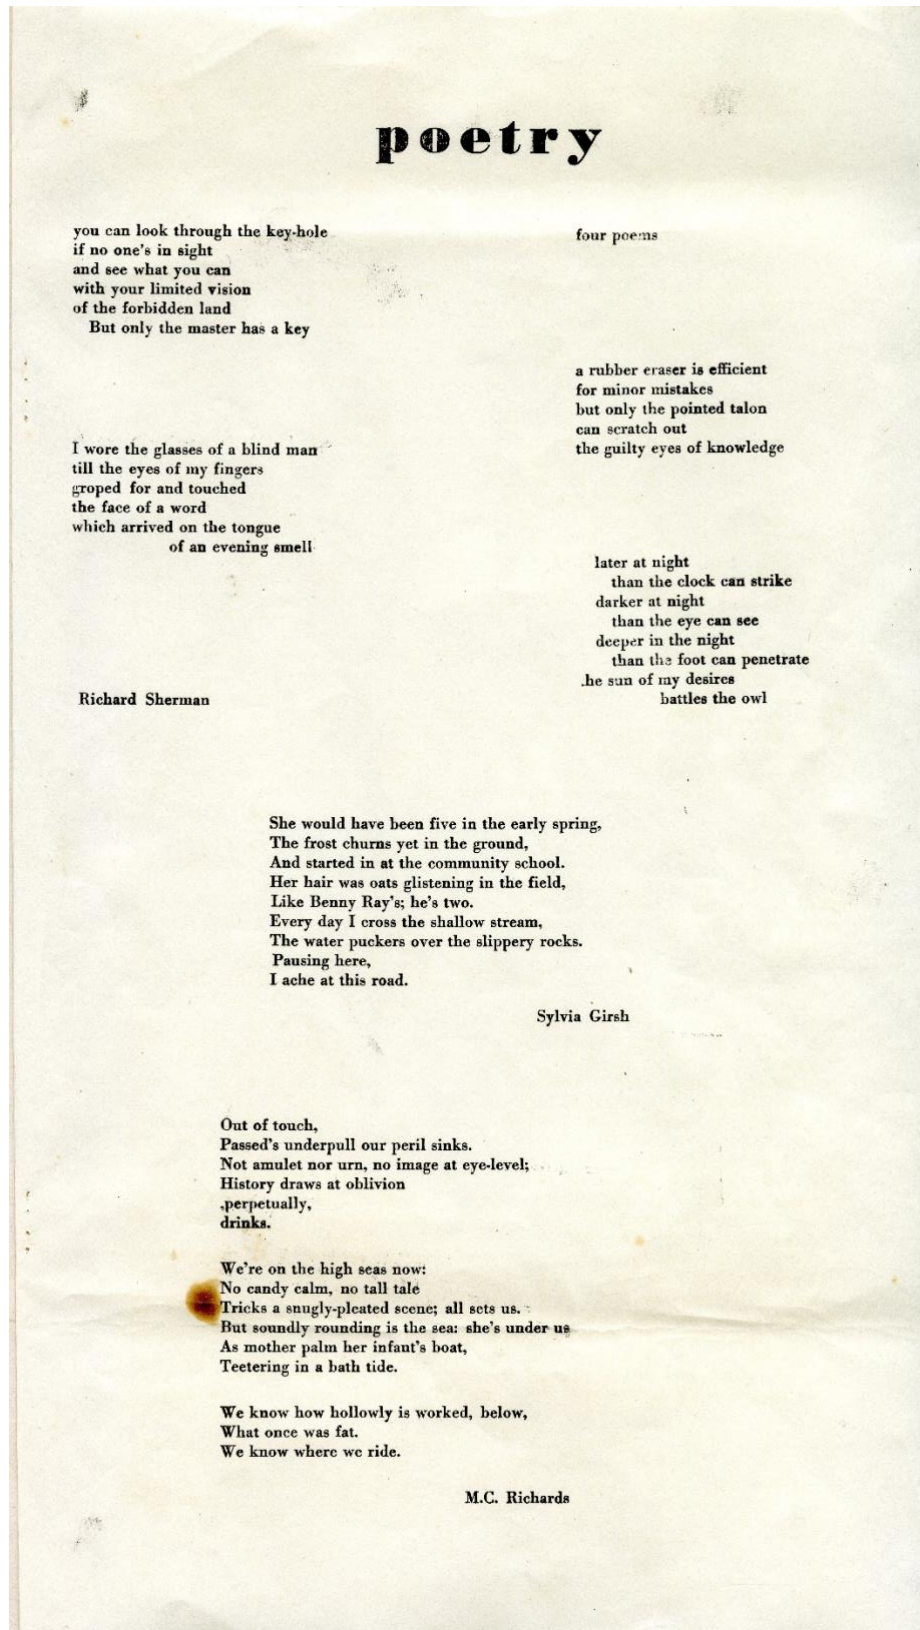 poetry
four poems
you can look through the key-hole
if no one's in sight
and see what you can
with your limited vision
of the forbidden land
But only the master has a key
a rubber eraser is efficient
for minor mistakes
but only the pointed talon
can scratch out
the guilty eyes of knowledge
I wore the glasses of a blind man
till the eyes of my fingers
groped for and touched
the face of a word
which arrived on the tongue
of an evening smell
later at night
than the clock can strike
darker at night
than the eye can see
deeper in the night
than the foot can penetrate
he sun of my desires
battles the owl
Richard Sherman
She would have been five in the early spring,
The frost churns yet in the ground,
And started in at the community school.
Her hair was oats glistening in the field,
Like Benny Ray's; he's two.
Every day I cross the shallow stream,
The water puckers over the slippery rocks.
Pausing here,
I ache at this road.
Sylvia Girsh
Out of touch,
Passed's underpull our peril sinks.
Not amulet nor urn, no image at eye-level;
History draws at oblivion
,perpetually,
drinks.
We're on the high seas now:
No candy calm, no tall tale
Tricks a snugly-pleated scene; all sets us.
But soundly rounding is the sea: she's under us
As mother palm her infant's boat,
Teetering in a bath tide.
We know how hollowly is worked, below,
What once was fat.
We know where we ride.
M.C. Richards